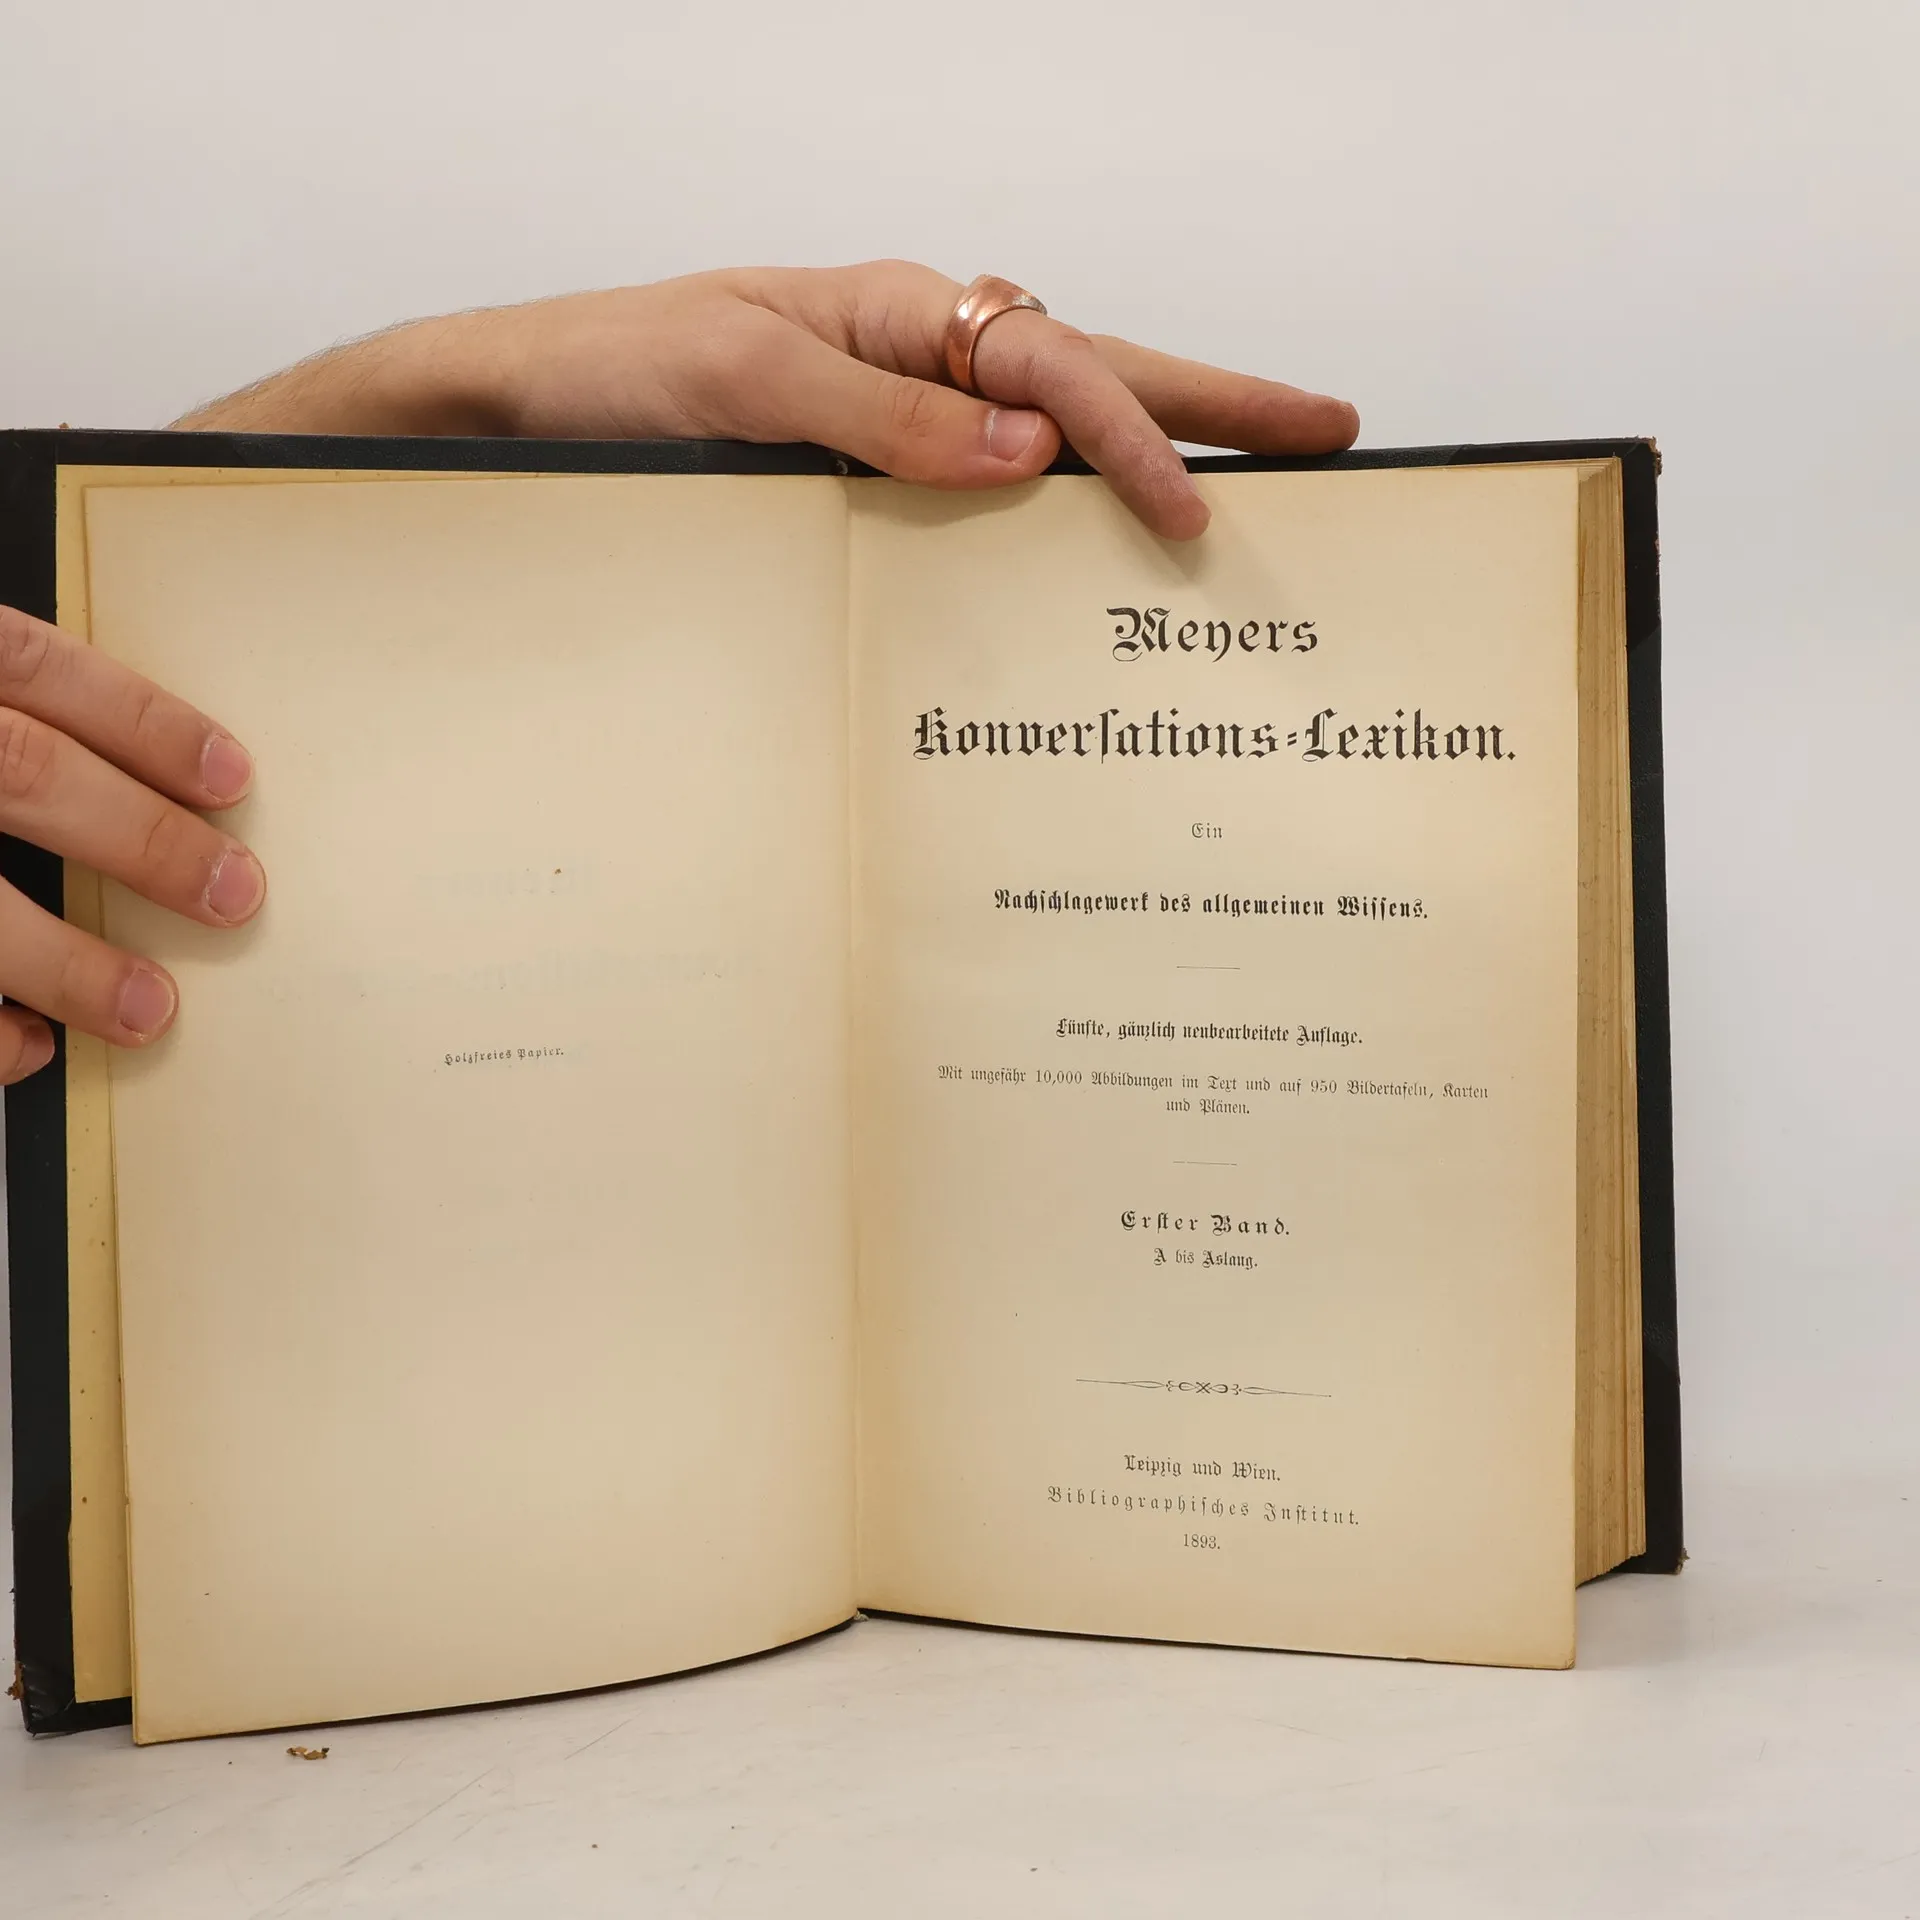 Holzfreies Papier.
Meyers
Konverſations⸗Lexikon.
Ein
Nachſchlagewerk des allgemeinen Wiſſens.
Fünfte, gänzlich neubearbeitete Auflage.
Mit ungefähr 10,000 Abbildungen im Text und auf 950 Bildertafeln, Karten
und Plänen.
Erſter Band.
A bis Aslaug.
Leipzig und Wien.
Bibliographiſches Inſtitut.
1893.